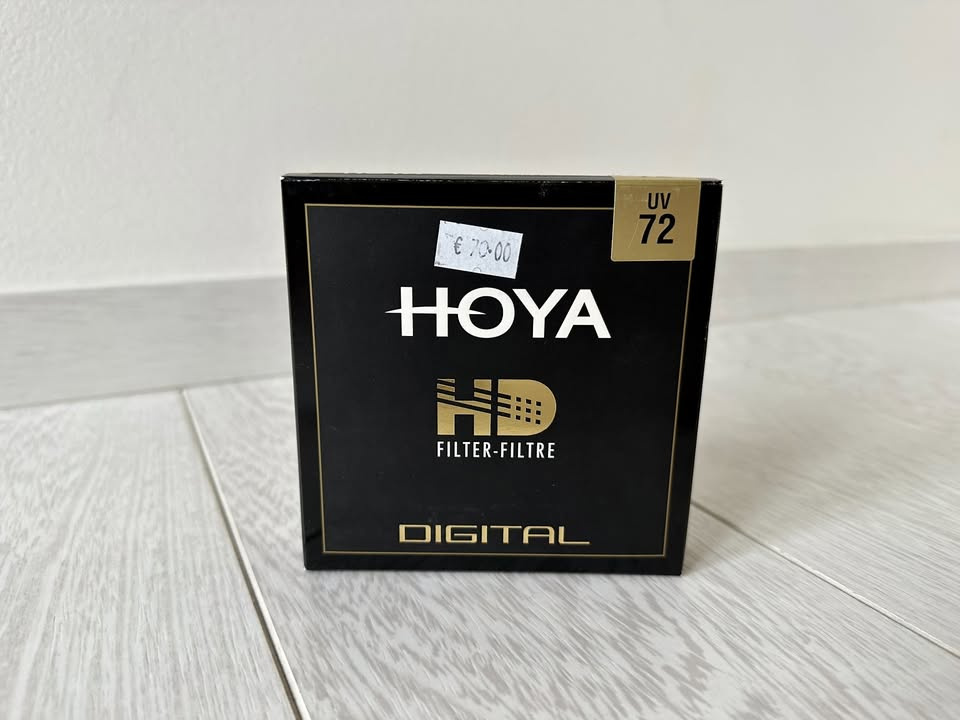 UV
72
€ 70.00
HOYA
HD
FILTER-FILTRE
DIGITAL